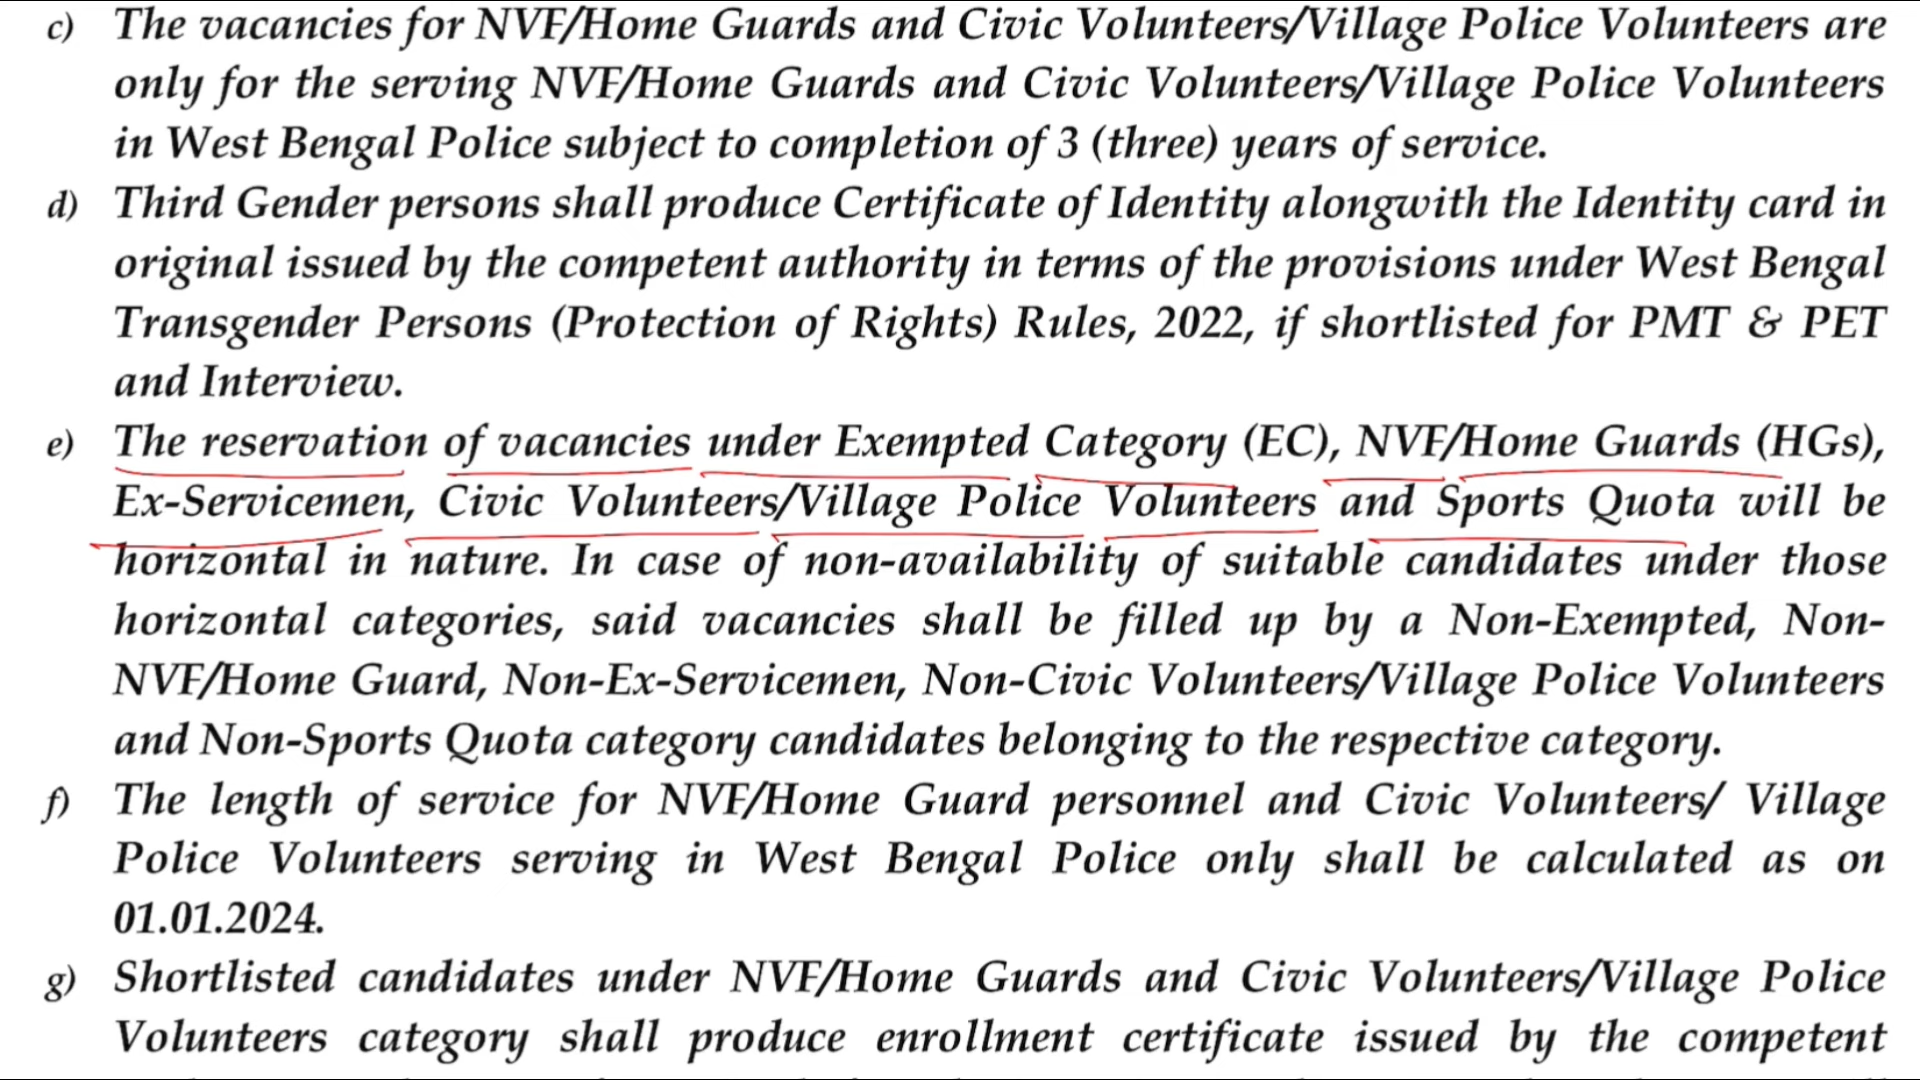 c) The vacancies for NVF/Home Guards and Civic Volunteers/Village Police Volunteers are
only for the serving NVF/Home Guards and Civic Volunteers/Village Police Volunteers
in West Bengal Police subject to completion of 3 (three) years of service.
d) Third Gender persons shall produce Certificate of Identity alongwith the Identity card in
original issued by the competent authority in terms of the provisions under West Bengal
Transgender Persons (Protection of Rights) Rules, 2022, if shortlisted for PMT & PET
and Interview.
e) The reservation of vacancies under Exempted Category (EC), NVF/Home Guards (HGs),
Ex-Servicemen, Civic Volunteers/Village Police Volunteers and Sports Quota will be
horizontal in nature. In case of non-availability of suitable candidates under those
horizontal categories, said vacancies shall be filled up by a Non-Exempted, Non-
NVF/Home Guard, Non-Ex-Servicemen, Non-Civic Volunteers/Village Police Volunteers
and Non-Sports Quota category candidates belonging to the respective category.
f) The length of service for NVF/Home Guard personnel and Civic Volunteers/ Village
Police Volunteers serving in West Bengal Police only shall be calculated as on
01.01.2024.
g) Shortlisted candidates under NVF/Home Guards and Civic Volunteers/Village Police
Volunteers category shall produce enrollment certificate issued by the competent